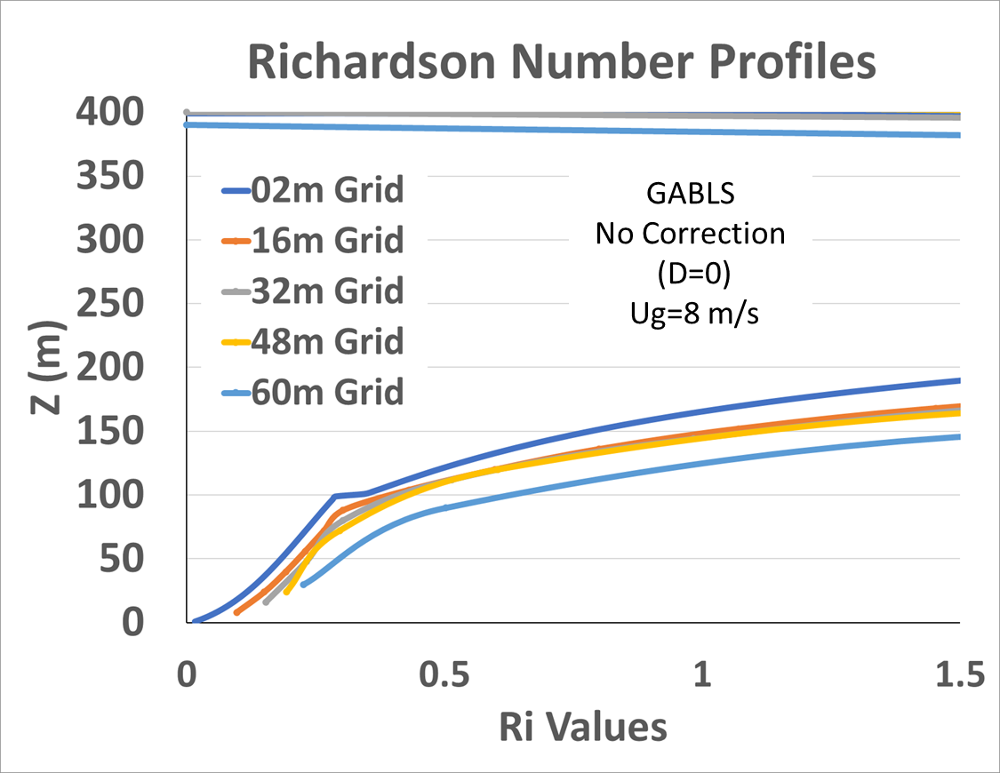 Richardson Number Profiles
400
350
300
250
200
150
100
50
0
Z (m)
02m Grid
16m Grid
32m Grid
48m Grid
60m Grid
GABLS
No Correction
(D=0)
Ug=8 m/s
0 0.5 1 1.5
Ri Values